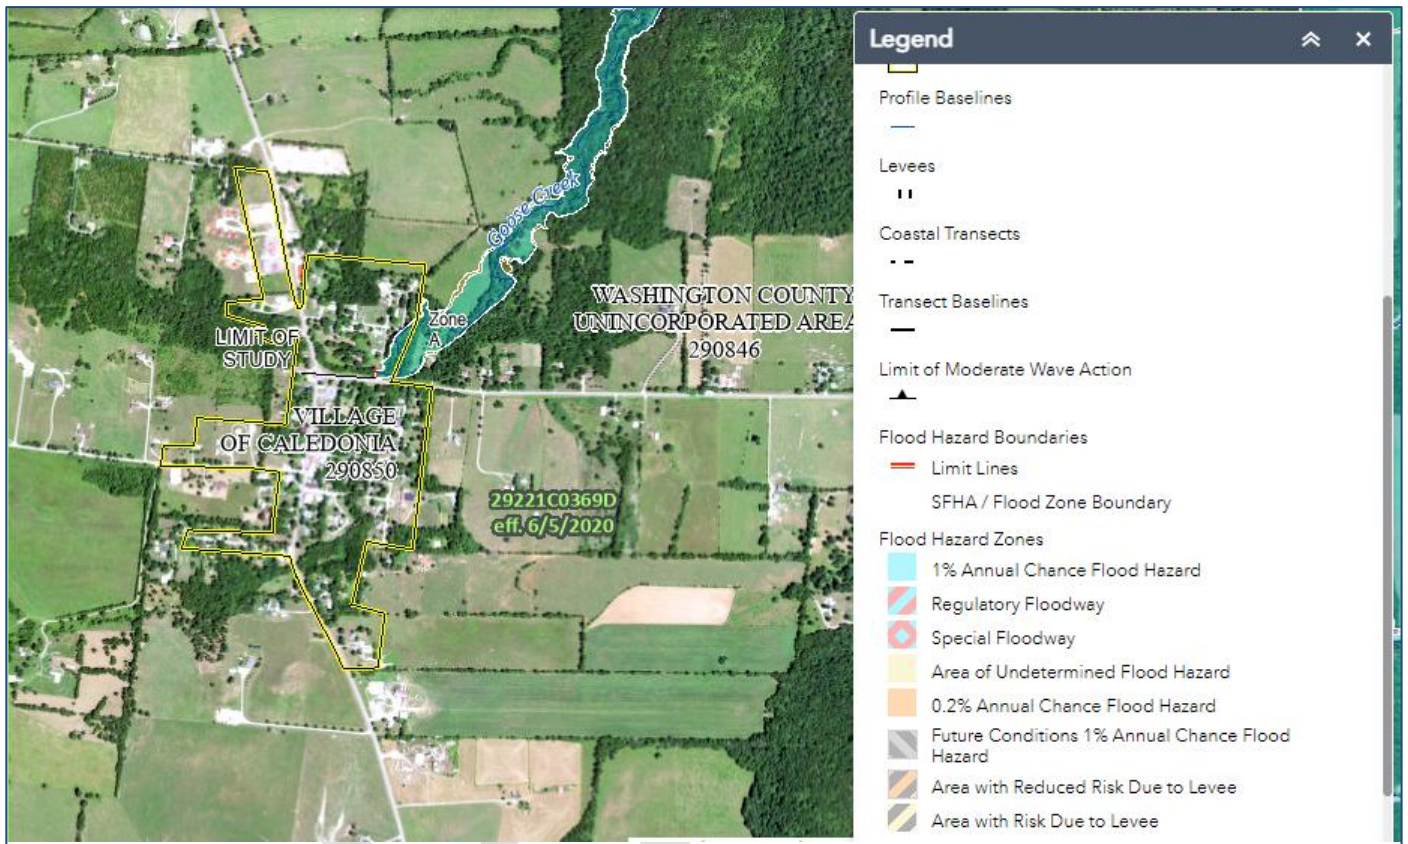 Goose Creek
WASHINGTON COUNTY
UNINCORPORATED AREA
290846
Zone
A
LIMIT OF
STUDY
VILLAGE
OF CALEDONIA
290850
29221C0369D
eff. 6/5/2020
Legend
Profile Baselines
Levees
Coastal Transects
Transect Baselines
Limit of Moderate Wave Action
Flood Hazard Boundaries
Limit Lines
SFHA / Flood Zone Boundary
Flood Hazard Zones
1% Annual Chance Flood Hazard
Regulatory Floodway
Special Floodway
Area of Undetermined Flood Hazard
0.2% Annual Chance Flood Hazard
Future Conditions 1% Annual Chance Flood
Hazard
Area with Reduced Risk Due to Levee
Area with Risk Due to Levee